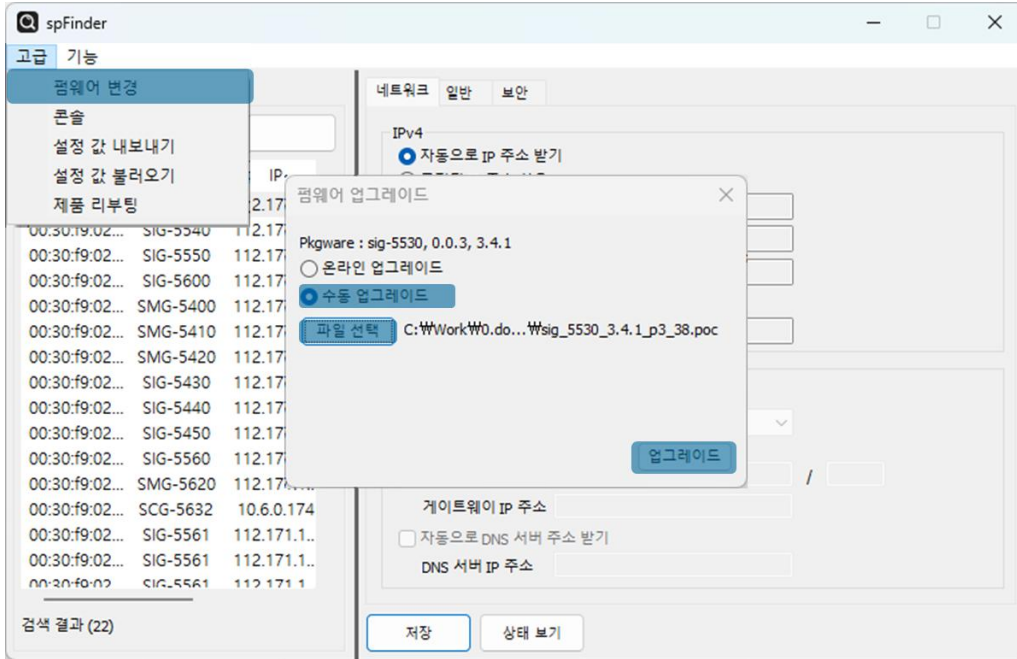 spFinder
고급 기능
펌웨어 변경
콘솔
설정 값 내보내기
설정 값 불러오기
제품 리부팅
IP
2.17
00:30:f9:02... SIG-5540 112.17
00:30:f9:02... SIG-5550 112.17
00:30:f9:02... SIG-5600 112.17
00:30:f9:02... SMG-5400 112.17
00:30:f9:02... SMG-5410 112.17
00:30:f9:02... SMG-5420 112.17
00:30:f9:02... SIG-5430 112.17
00:30:f9:02... SIG-5440 112.17
00:30:f9:02... SIG-5450 112.17
00:30:f9:02... SIG-5560 112.17
00:30:f9:02... SMG-5620 112.17
00:30:f9:02... SCG-5632 10.6.0.174
00:30:f9:02... SIG-5561 112.171.1..
00:30:f9:02... SIG-5561 112.171.1..
00:30:f9:02 SIG-5561 112.171.1
검색 결과 (22)
네트워크 일반 보안
IPv4
자동으로 IP 주소 받기
펌웨어 업그레이드
Pkgware : sig-5530, 0.0.3, 3.4.1
온라인 업그레이드
수동 업그레이드
파일 선택 C:₩Work₩0.do...₩sig_5530_3.4.1_p3_38.poc
업그레이드
/
게이트웨이 IP 주소
자동으로 DNS 서버 주소 받기
DNS 서버 IP 주소
저장 상태 보기